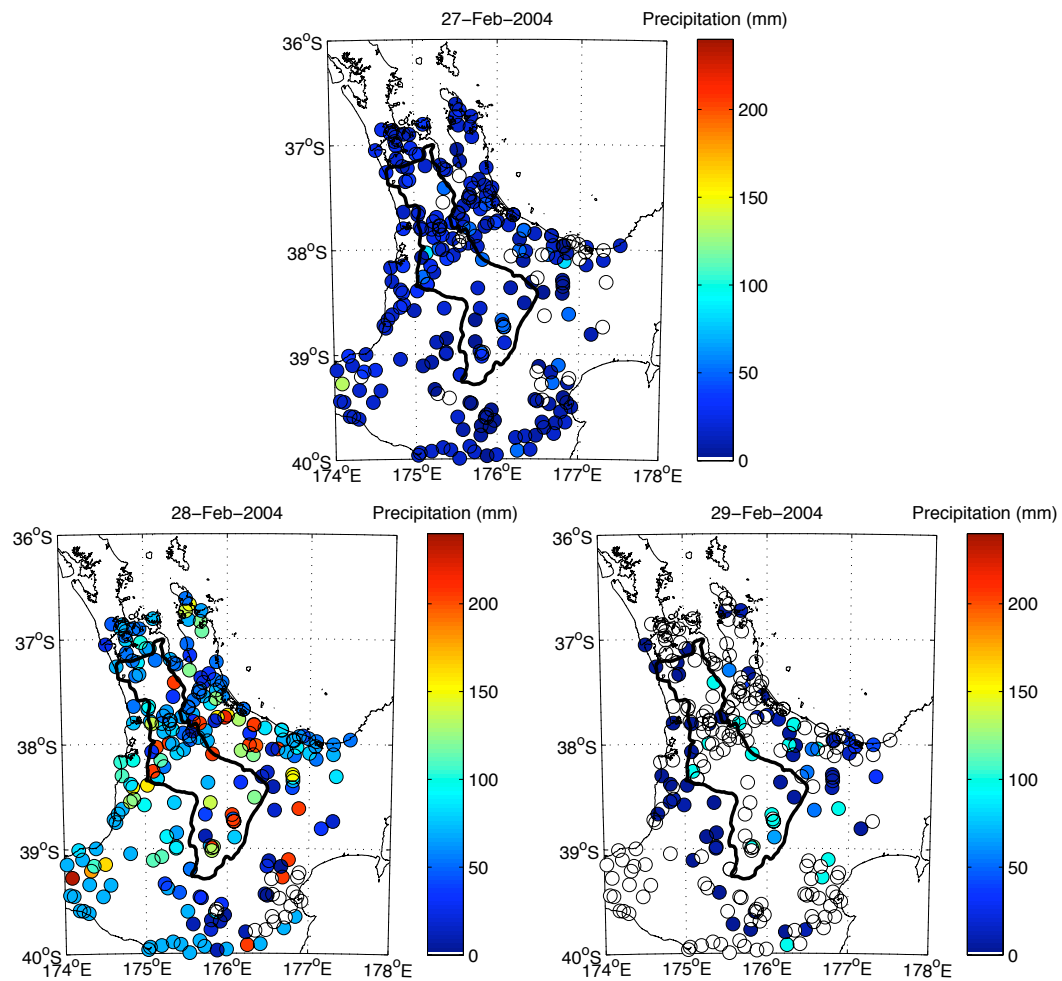 27−Feb−2004 Precipitation (mm)
36°S
37°S
38°S
39°S
40°S
174°E 175°E 176°E 177°E 178°E
200
150
100
50
0
28−Feb−2004 Precipitation (mm)
36°S
37°S
38°S
39°S
40°S
174°E 175°E 176°E 177°E 178°E
200
150
100
50
0
29−Feb−2004 Precipitation (mm)
36°S
37°S
38°S
39°S
40°S
174°E 175°E 176°E 177°E 178°E
200
150
100
50
0